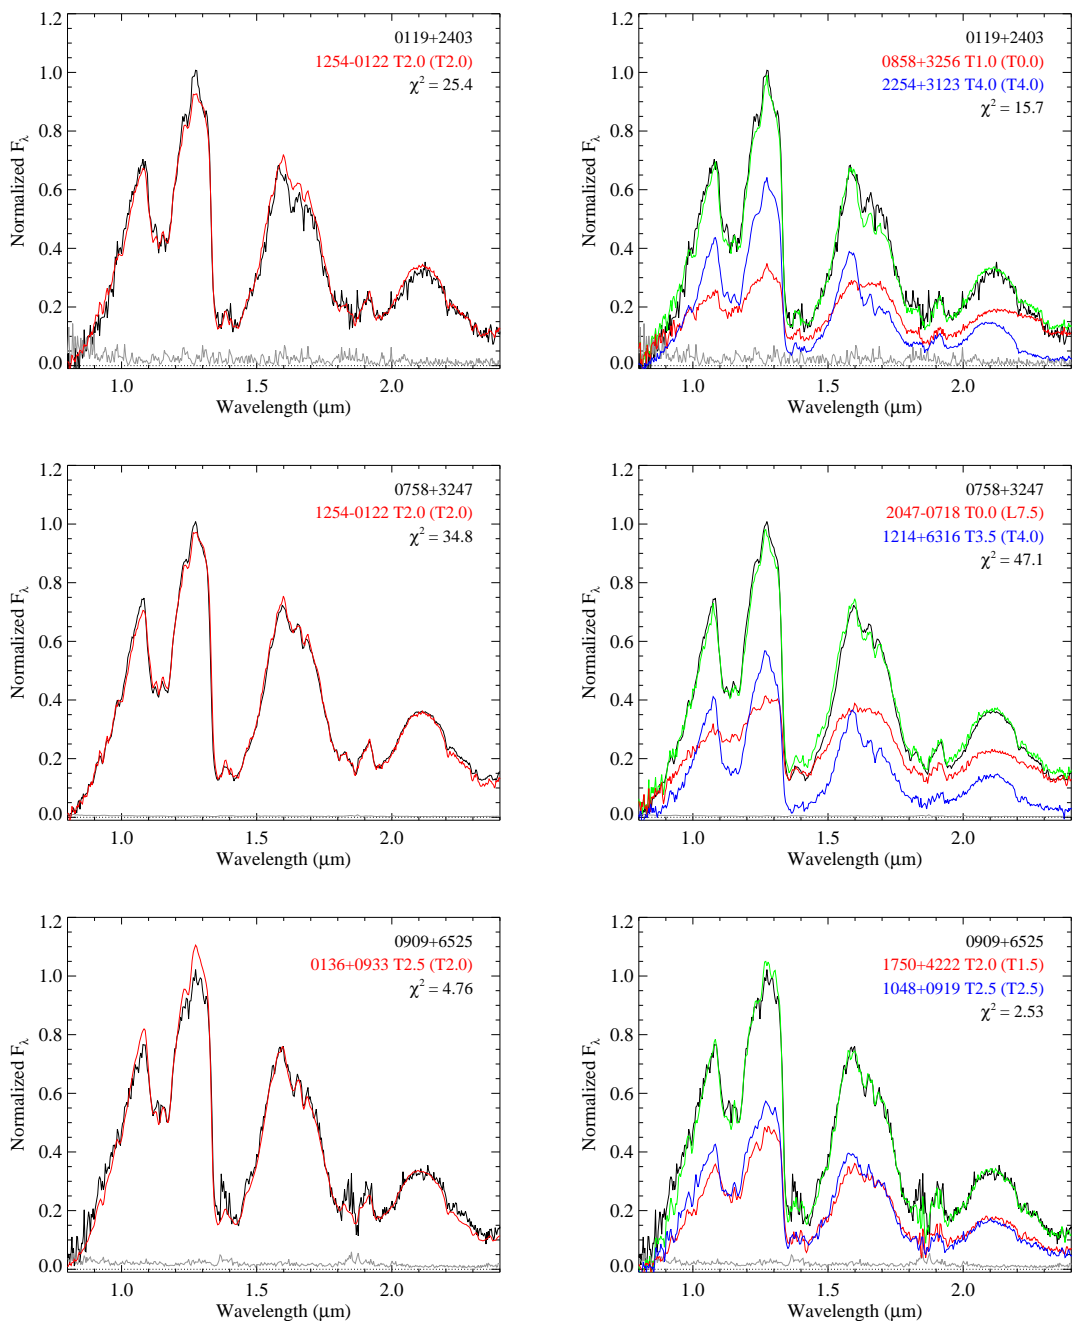 1.2
1.0
0.8
0.6
0.4
0.2
0.0
Normalized F_λ
0119+2403
1254-0122 T2.0 (T2.0)
χ² = 25.4
1.0 1.5 2.0
Wavelength (μm)
1.2
1.0
0.8
0.6
0.4
0.2
0.0
Normalized F_λ
0119+2403
0858+3256 T1.0 (T0.0)
2254+3123 T4.0 (T4.0)
χ² = 15.7
1.0 1.5 2.0
Wavelength (μm)
1.2
1.0
0.8
0.6
0.4
0.2
0.0
Normalized F_λ
0758+3247
1254-0122 T2.0 (T2.0)
χ² = 34.8
1.0 1.5 2.0
Wavelength (μm)
1.2
1.0
0.8
0.6
0.4
0.2
0.0
Normalized F_λ
0758+3247
2047-0718 T0.0 (L7.5)
1214+6316 T3.5 (T4.0)
χ² = 47.1
1.0 1.5 2.0
Wavelength (μm)
1.2
1.0
0.8
0.6
0.4
0.2
0.0
Normalized F_λ
0909+6525
0136+0933 T2.5 (T2.0)
χ² = 4.76
1.0 1.5 2.0
Wavelength (μm)
1.2
1.0
0.8
0.6
0.4
0.2
0.0
Normalized F_λ
0909+6525
1750+4222 T2.0 (T1.5)
1048+0919 T2.5 (T2.5)
χ² = 2.53
1.0 1.5 2.0
Wavelength (μm)